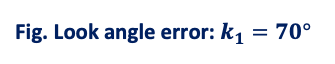 Fig. Look angle error: k₁ = 70°